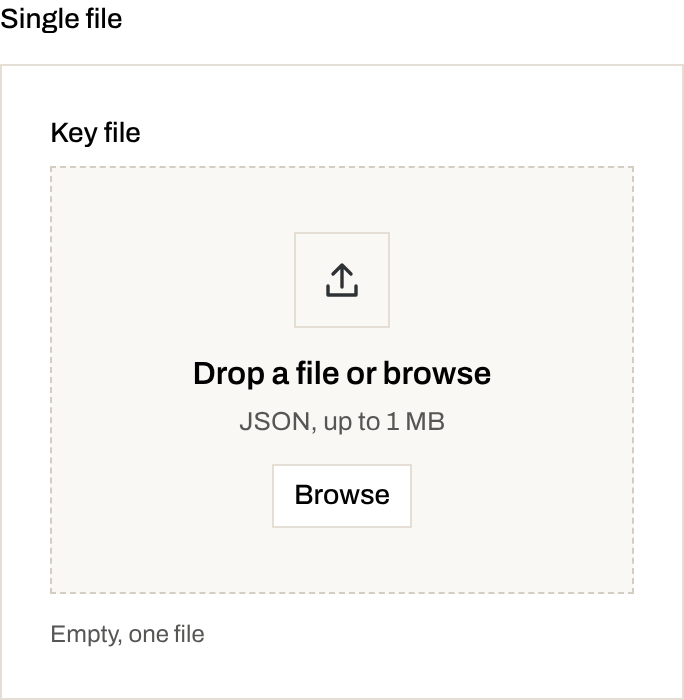 Single file
Key file
Drop a file or browse
JSON, up to 1 MB
Browse
Empty, one file